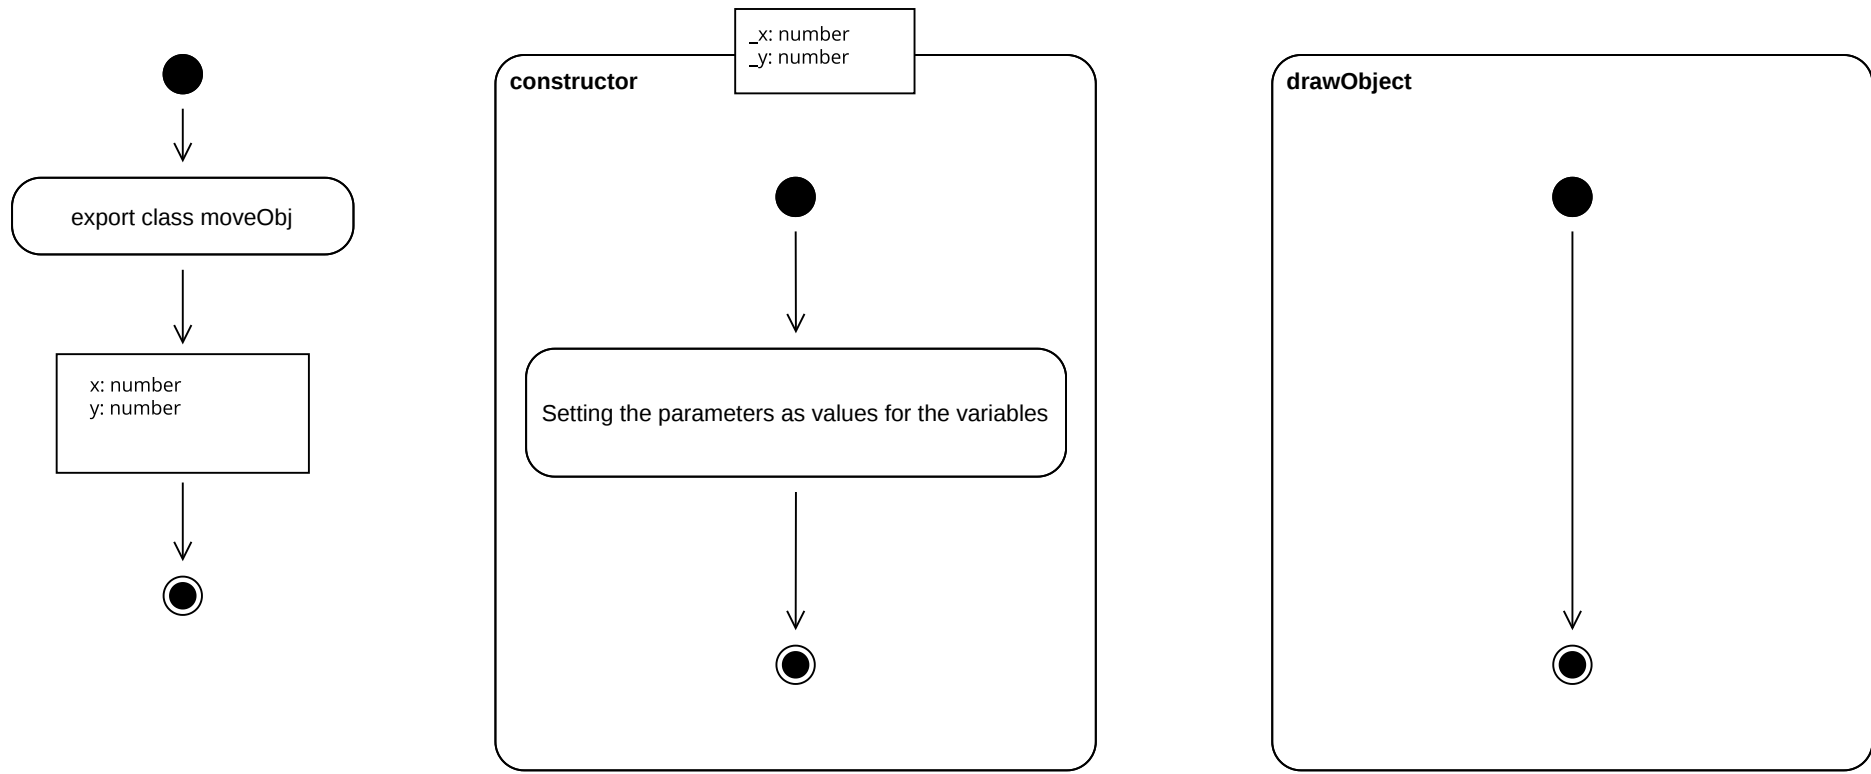 export class moveObj
x: number
y: number
_x: number
_y: number
constructor
Setting the parameters as values for the variables
drawObject